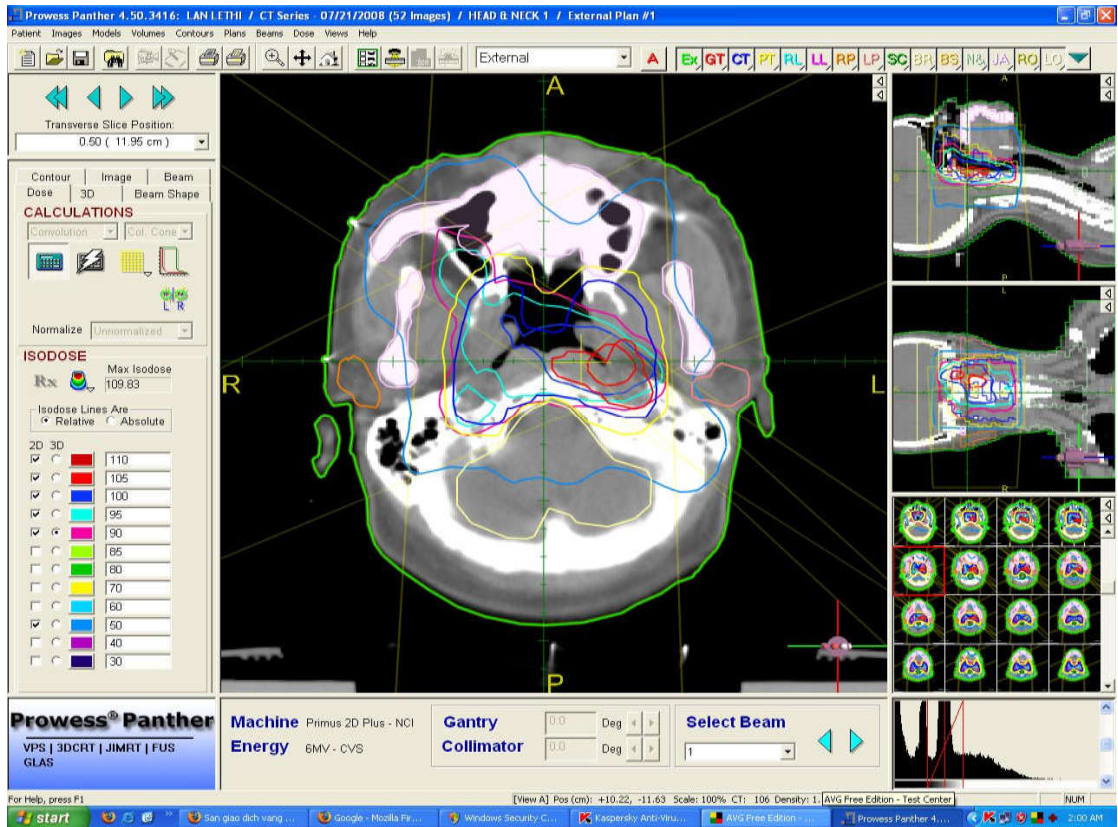 Prowess Panther 4.50.3416: LAN LETHI / CT Series - 07/21/2008 (52 Images) / HEAD & NECK 1 / External Plan #1
Patient Images Models Volumes Contours Plans Beams Dose Views Help
External A Ex GT CT PT RL LL RP LP SC BR BS N& JA RO LO
Transverse Slice Position:
0.50 ( 11.95 cm )
Contour Image Beam
Dose 3D Beam Shape
CALCULATIONS
Convolution Col. Cone
L R
Normalize Unnormalized
ISODOSE
Rx Max Isodose
109.83
Isodose Lines Are
Relative Absolute
2D 3D
110
105
100
95
90
85
80
70
60
50
40
30
A
R
L
P
A
P
L
R
Prowess® Panther
VPS | 3DCRT | JIMRT | FUS
GLAS
Machine Primus 2D Plus - NCI
Energy 6MV - CVS
Gantry 0.0 Deg
Collimator 0.0 Deg
Select Beam
1
For Help, press F1
[View A] Pos (cm): +10.22, -11.63 Scale: 100% CT: 106 Density: 1.
AVG Free Edition - Test Center
NUM
start
San giao dich vang ...
Google - Mozilla Fir...
Windows Security C...
Kaspersky Anti-Viru...
AVG Free Edition - ...
Prowess Panther 4....
2:00 AM